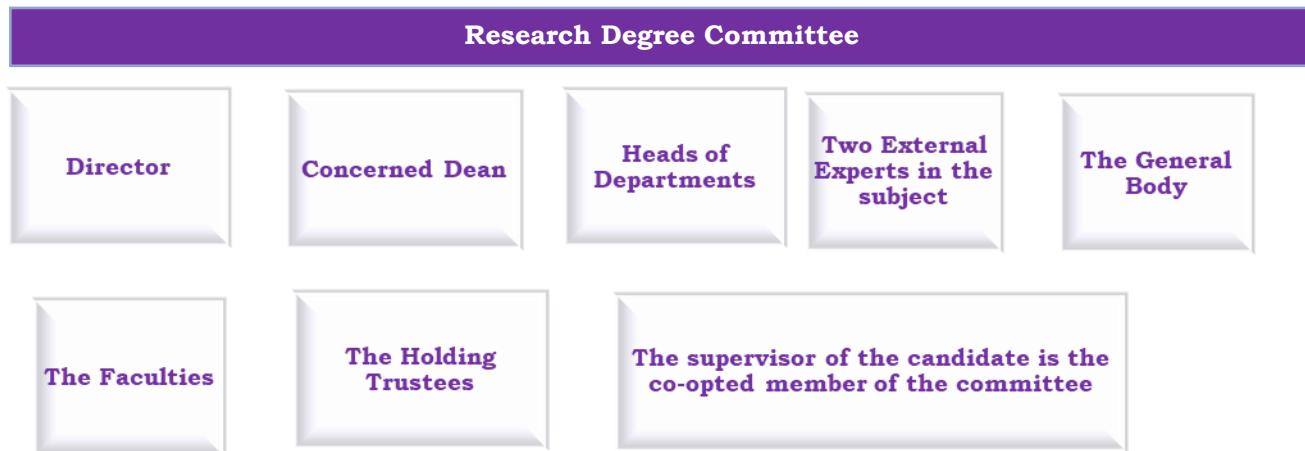 Research Degree Committee
Director
Concerned Dean
Heads of
Departments
Two External
Experts in the
subject
The General
Body
The Faculties
The Holding
Trustees
The supervisor of the candidate is the
co-opted member of the committee